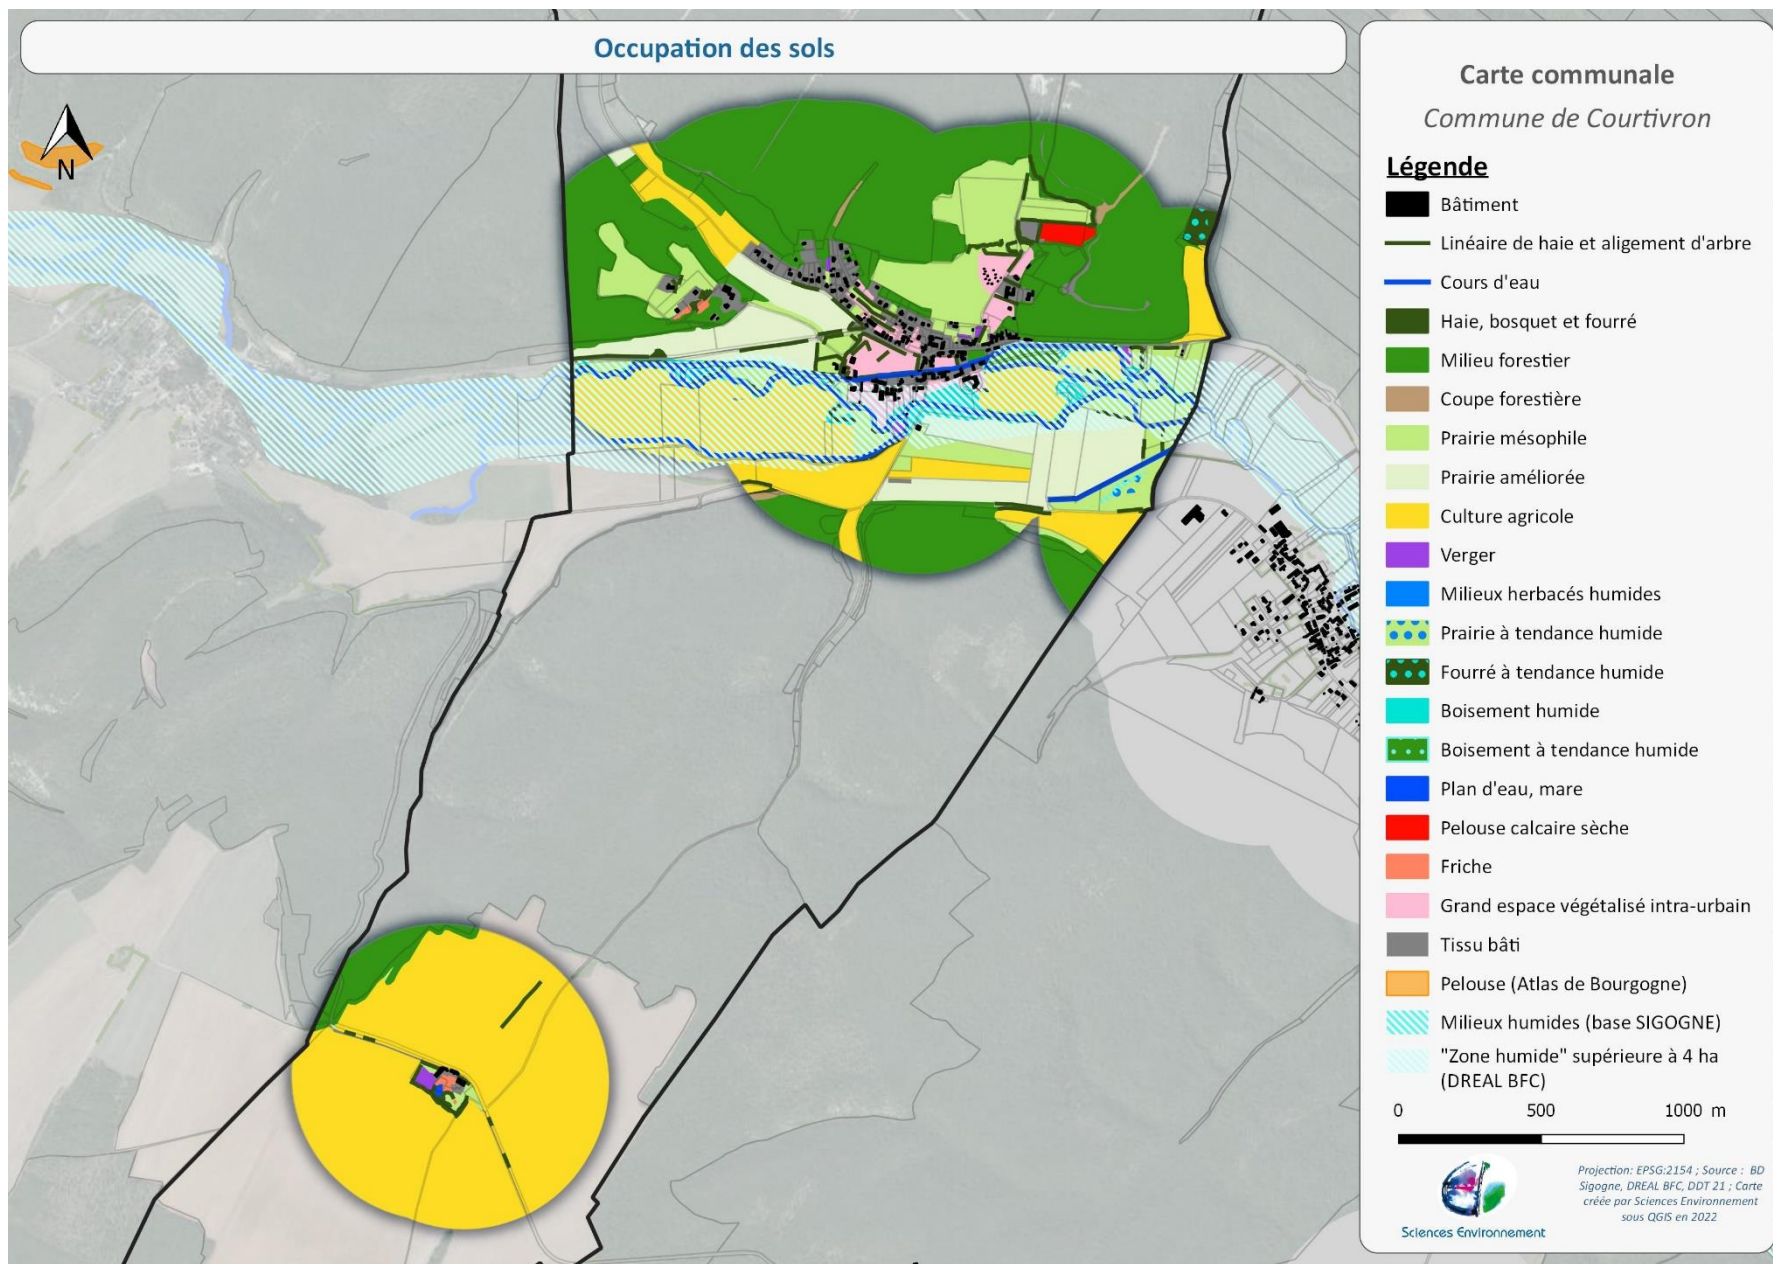 Occupation des sols
N
Carte communale
Commune de Courtivron
Légende
Bâtiment
Linéaire de haie et aligement d'arbre
Cours d'eau
Haie, bosquet et fourré
Milieu forestier
Coupe forestière
Prairie mésophile
Prairie améliorée
Culture agricole
Verger
Milieux herbacés humides
Prairie à tendance humide
Fourré à tendance humide
Boisement humide
Boisement à tendance humide
Plan d'eau, mare
Pelouse calcaire sèche
Friche
Grand espace végétalisé intra-urbain
Tissu bâti
Pelouse (Atlas de Bourgogne)
Milieux humides (base SIGOGNE)
"Zone humide" supérieure à 4 ha
(DREAL BFC)
0 500 1000 m
Projection: EPSG:2154 ; Source : BD
Sigogne, DREAL BFC, DDT 21 ; Carte
créée par Sciences Environnement
sous QGIS en 2022
Sciences Environnement